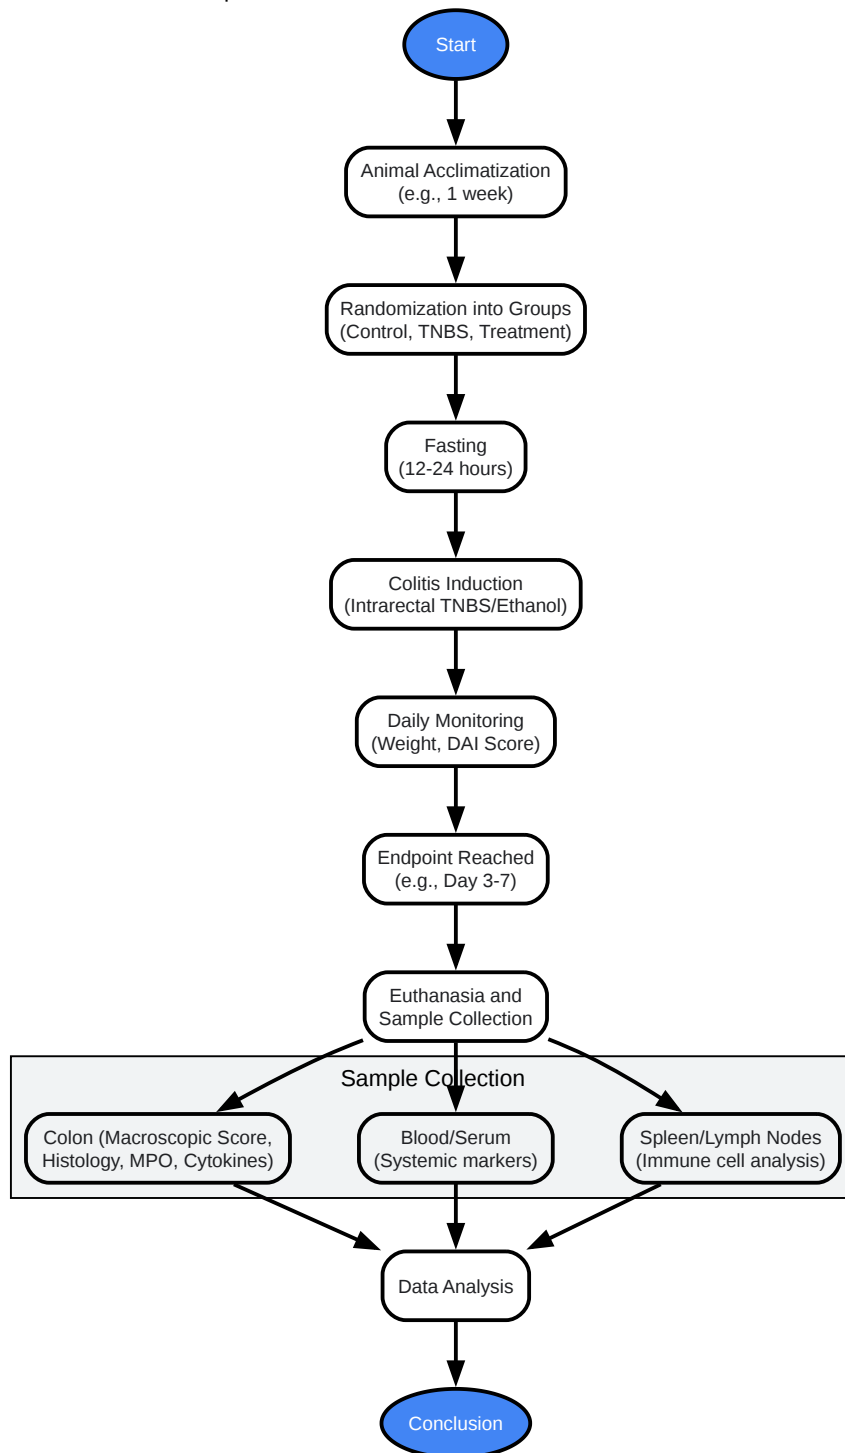 Start
Animal Acclimatization
(e.g., 1 week)
Randomization into Groups
(Control, TNBS, Treatment)
Fasting
(12-24 hours)
Colitis Induction
(Intrarectal TNBS/Ethanol)
Daily Monitoring
(Weight, DAI Score)
Endpoint Reached
(e.g., Day 3-7)
Euthanasia and
Sample Collection
Sample Collection
Colon (Macroscopic Score,
Histology, MPO, Cytokines)
Blood/Serum
(Systemic markers)
Spleen/Lymph Nodes
(Immune cell analysis)
Data Analysis
Conclusion